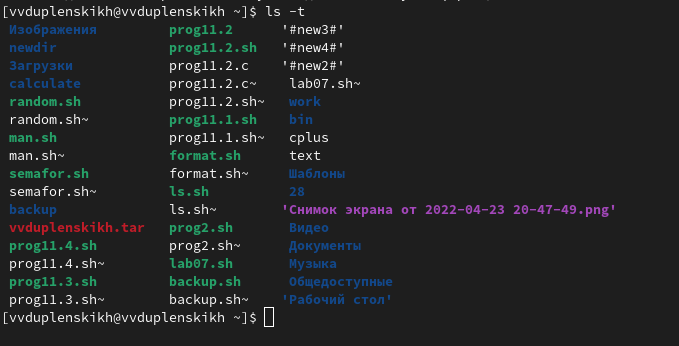 [vvduplenskikh@vvduplenskikh ~]$ ls -t
Изображения prog11.2 '#new3#'
newdir prog11.2.sh '#new4#'
Загрузки prog11.2.c '#new2#'
calculate prog11.2.c~ lab07.sh~
random.sh prog11.2.sh~ work
random.sh~ prog11.1.sh bin
man.sh prog11.1.sh~ cplus
man.sh~ format.sh text
semafor.sh format.sh~ Шаблоны
semafor.sh~ ls.sh 28
backup ls.sh~ 'Снимок экрана от 2022-04-23 20-47-49.png'
vvduplenskikh.tar prog2.sh Видео
prog11.4.sh prog2.sh~ Документы
prog11.4.sh~ lab07.sh Музыка
prog11.3.sh backup.sh Общедоступные
prog11.3.sh~ backup.sh~ 'Рабочий стол'
[vvduplenskikh@vvduplenskikh ~]$